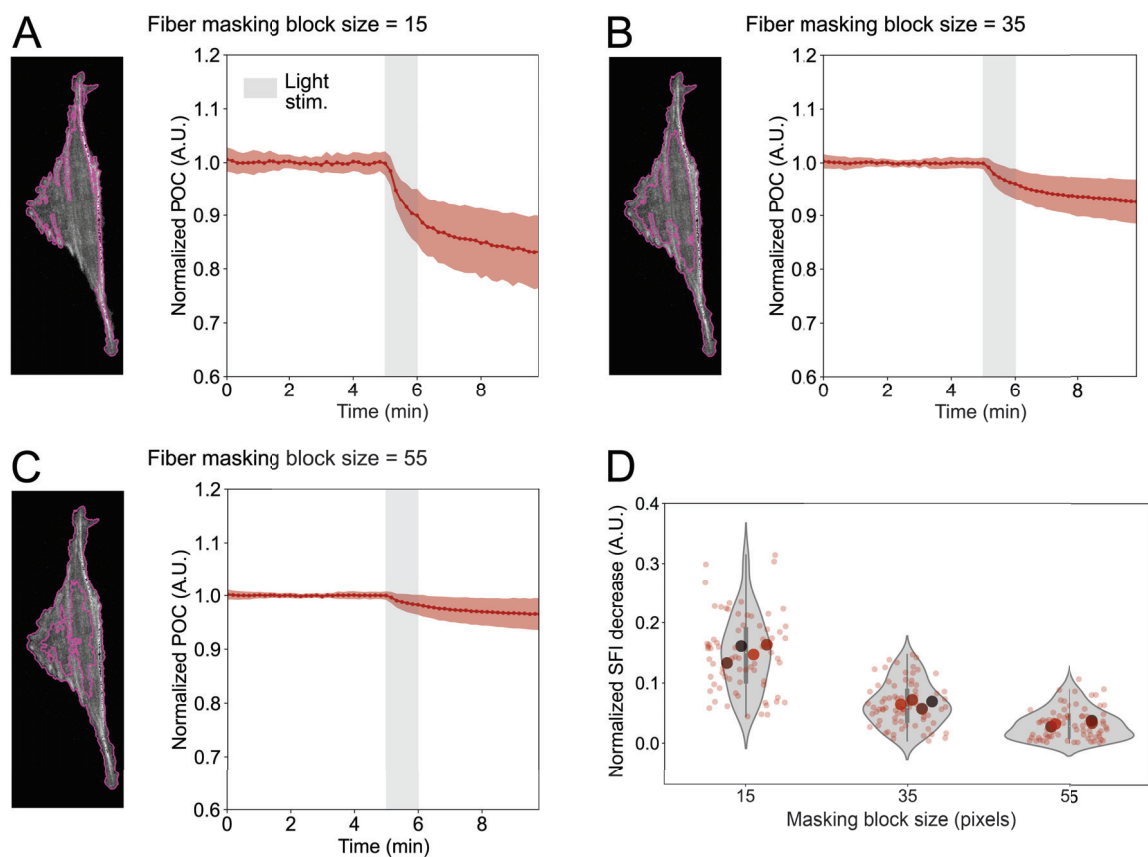 A
Fiber masking block size = 15
Normalized POC (A.U.)
1.2
1.1
1.0
0.9
0.8
0.7
0.6
Light
stim.
0
2
4
6
8
Time (min)
B
Fiber masking block size = 35
Normalized POC (A.U.)
1.2
1.1
1.0
0.9
0.8
0.7
0.6
0
2
4
6
8
Time (min)
C
Fiber masking block size = 55
Normalized POC (A.U.)
1.2
1.1
1.0
0.9
0.8
0.7
0.6
0
2
4
6
8
Time (min)
D
Normalized SFI decrease (A.U.)
0.4
0.3
0.2
0.1
0.0
15
35
55
Masking block size (pixels)